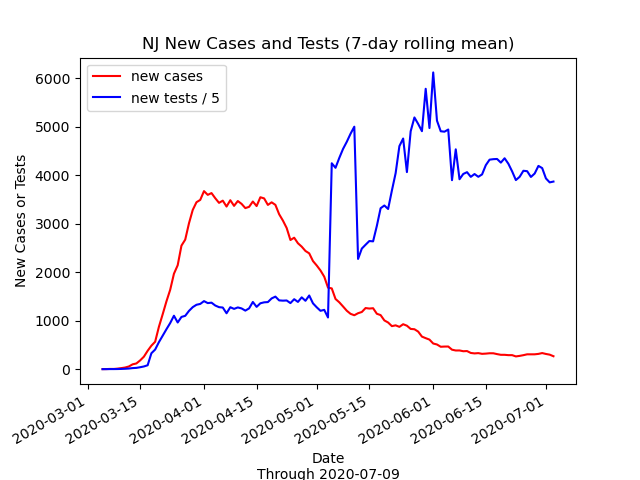 NJ New Cases and Tests (7-day rolling mean)
new cases
new tests / 5
New Cases or Tests
6000
5000
4000
3000
2000
1000
0
2020-03-01
2020-03-15
2020-04-01
2020-04-15
2020-05-01
2020-05-15
2020-06-01
2020-06-15
2020-07-01
Date
Through 2020-07-09